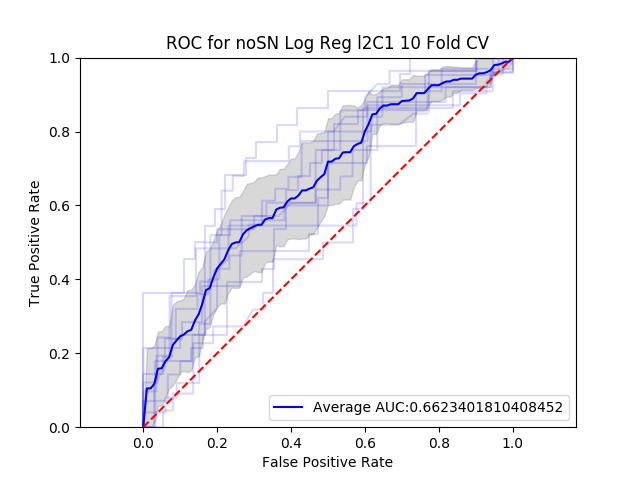 ROC for noSN Log Reg l2C1 10 Fold CV
1.0
0.8
0.6
0.4
0.2
0.0
True Positive Rate
Average AUC:0.6623401810408452
0.0 0.2 0.4 0.6 0.8 1.0
False Positive Rate